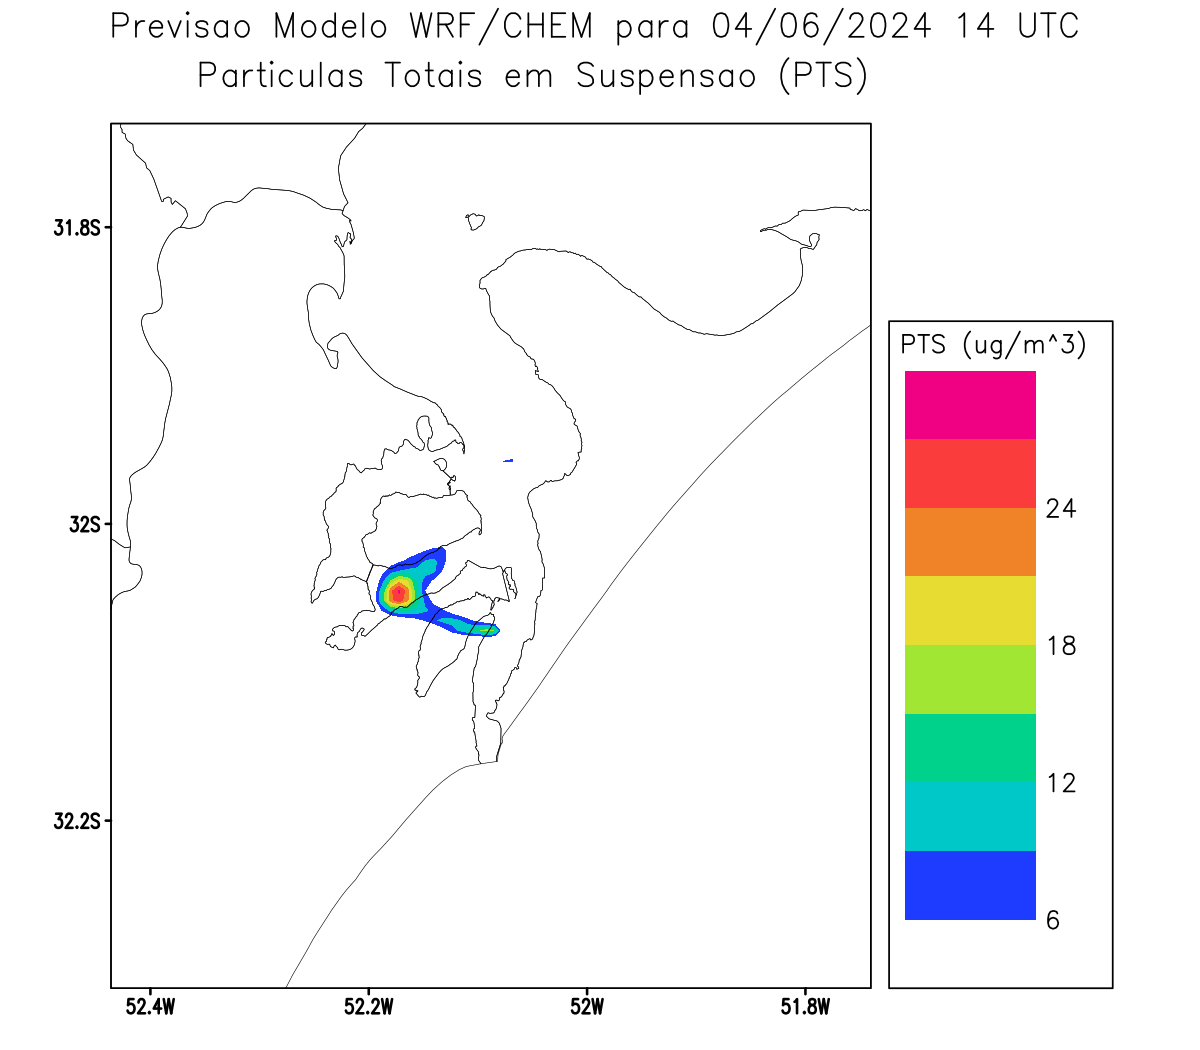 Previsao Modelo WRF/CHEM para 04/06/2024 14 UTC
Particulas Totais em Suspensao (PTS)
31.8S
32S
32.2S
52.4W
52.2W
52W
51.8W
PTS (ug/m^3)
24
18
12
6